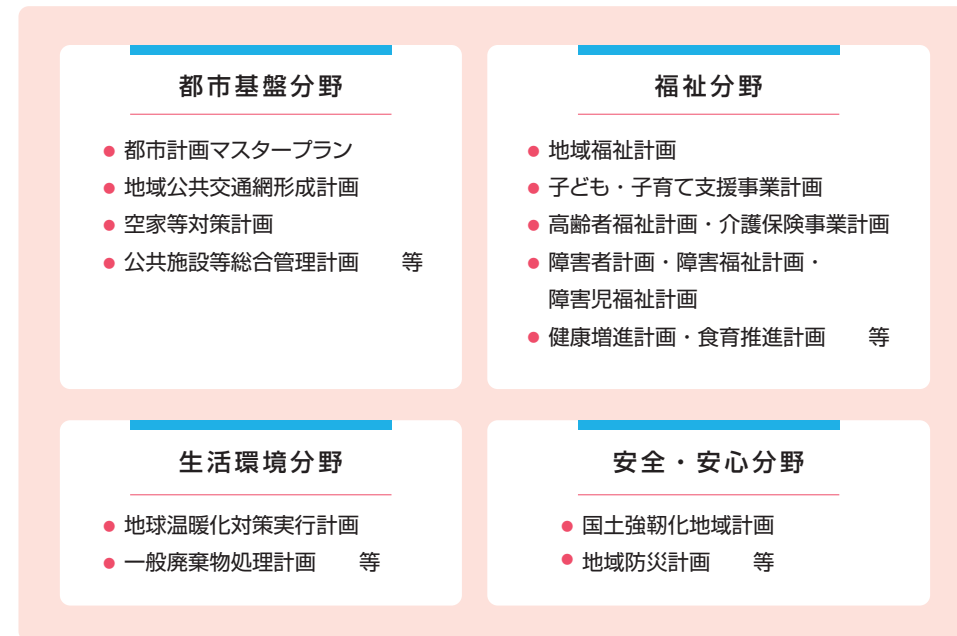 都市基盤分野
● 都市計画マスタープラン
● 地域公共交通網形成計画
● 空家等対策計画
● 公共施設等総合管理計画　等
福祉分野
● 地域福祉計画
● 子ども・子育て支援事業計画
● 高齢者福祉計画・介護保険事業計画
● 障害者計画・障害福祉計画・
障害児福祉計画
● 健康増進計画・食育推進計画　等
生活環境分野
● 地球温暖化対策実行計画
● 一般廃棄物処理計画　等
安全・安心分野
● 国土強靭化地域計画
● 地域防災計画　等